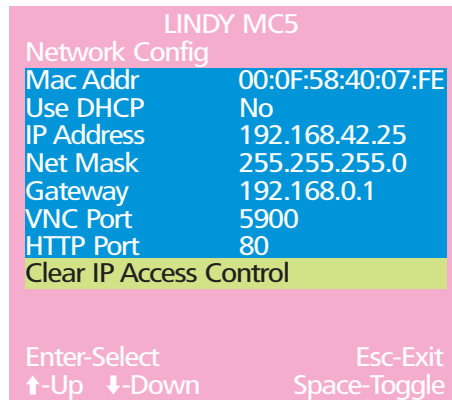 LINDY MC5
Network Config
Mac Addr 00:0F:58:40:07:FE
Use DHCP No
IP Address 192.168.42.25
Net Mask 255.255.255.0
Gateway 192.168.0.1
VNC Port 5900
HTTP Port 80
Clear IP Access Control
Enter-Select Esc-Exit
⬆-Up ⬇-Down Space-Toggle